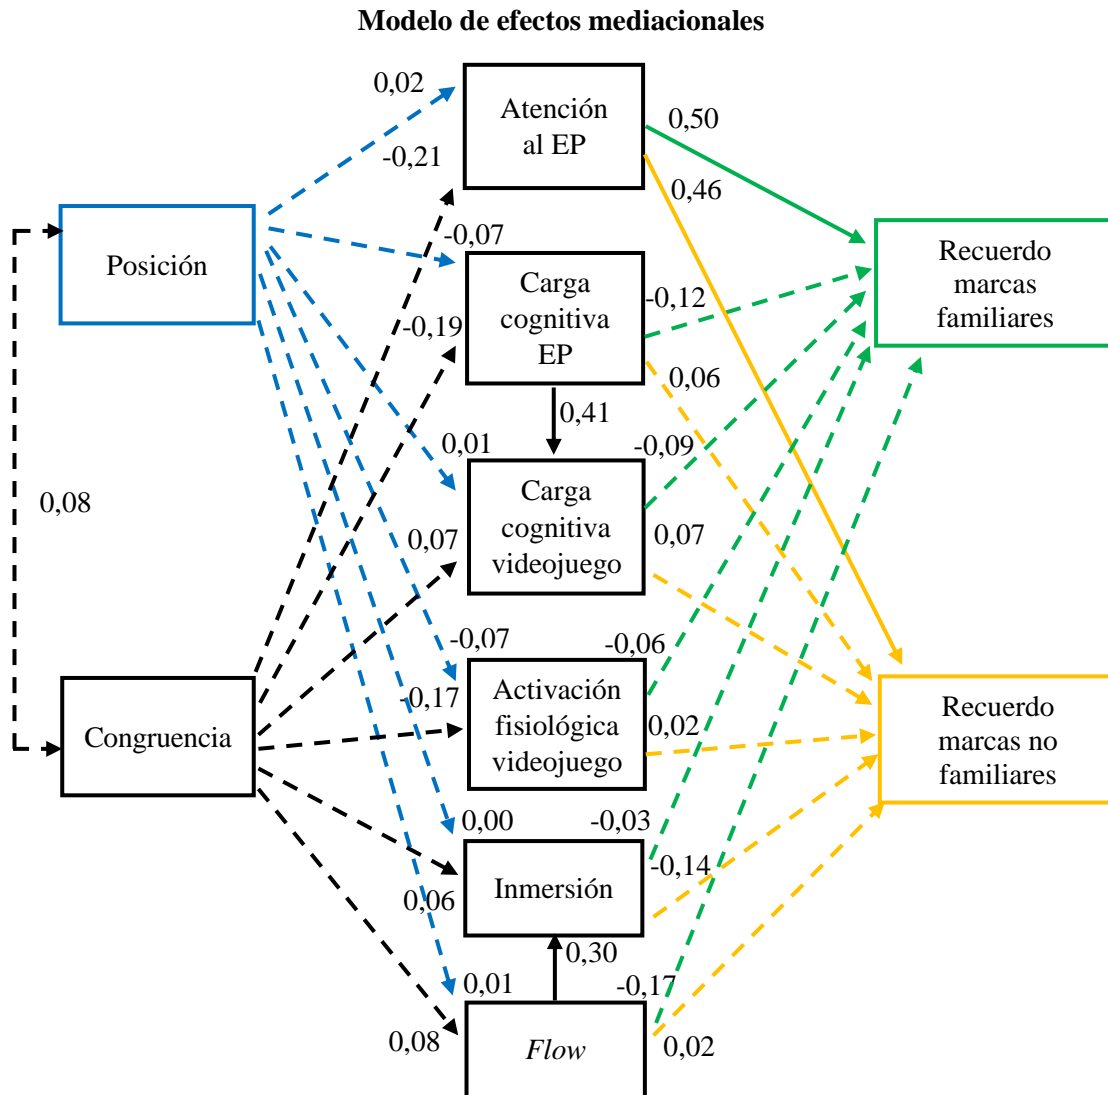 Modelo de efectos mediacionales
0,02
Atención
al EP
0,50
-0,21
0,46
Posición
-0,07
Carga
cognitiva
EP
-0,12
Recuerdo
marcas
familiares
-0,19
0,06
0,41
0,01
-0,09
Carga
cognitiva
videojuego
0,08
0,07
0,07
-0,07
-0,06
Activación
fisiológica
videojuego
-0,17
0,02
Congruencia
Recuerdo
marcas no
familiares
0,00
-0,03
Inmersión
-0,14
0,06
0,30
0,01
-0,17
Flow
0,08
0,02